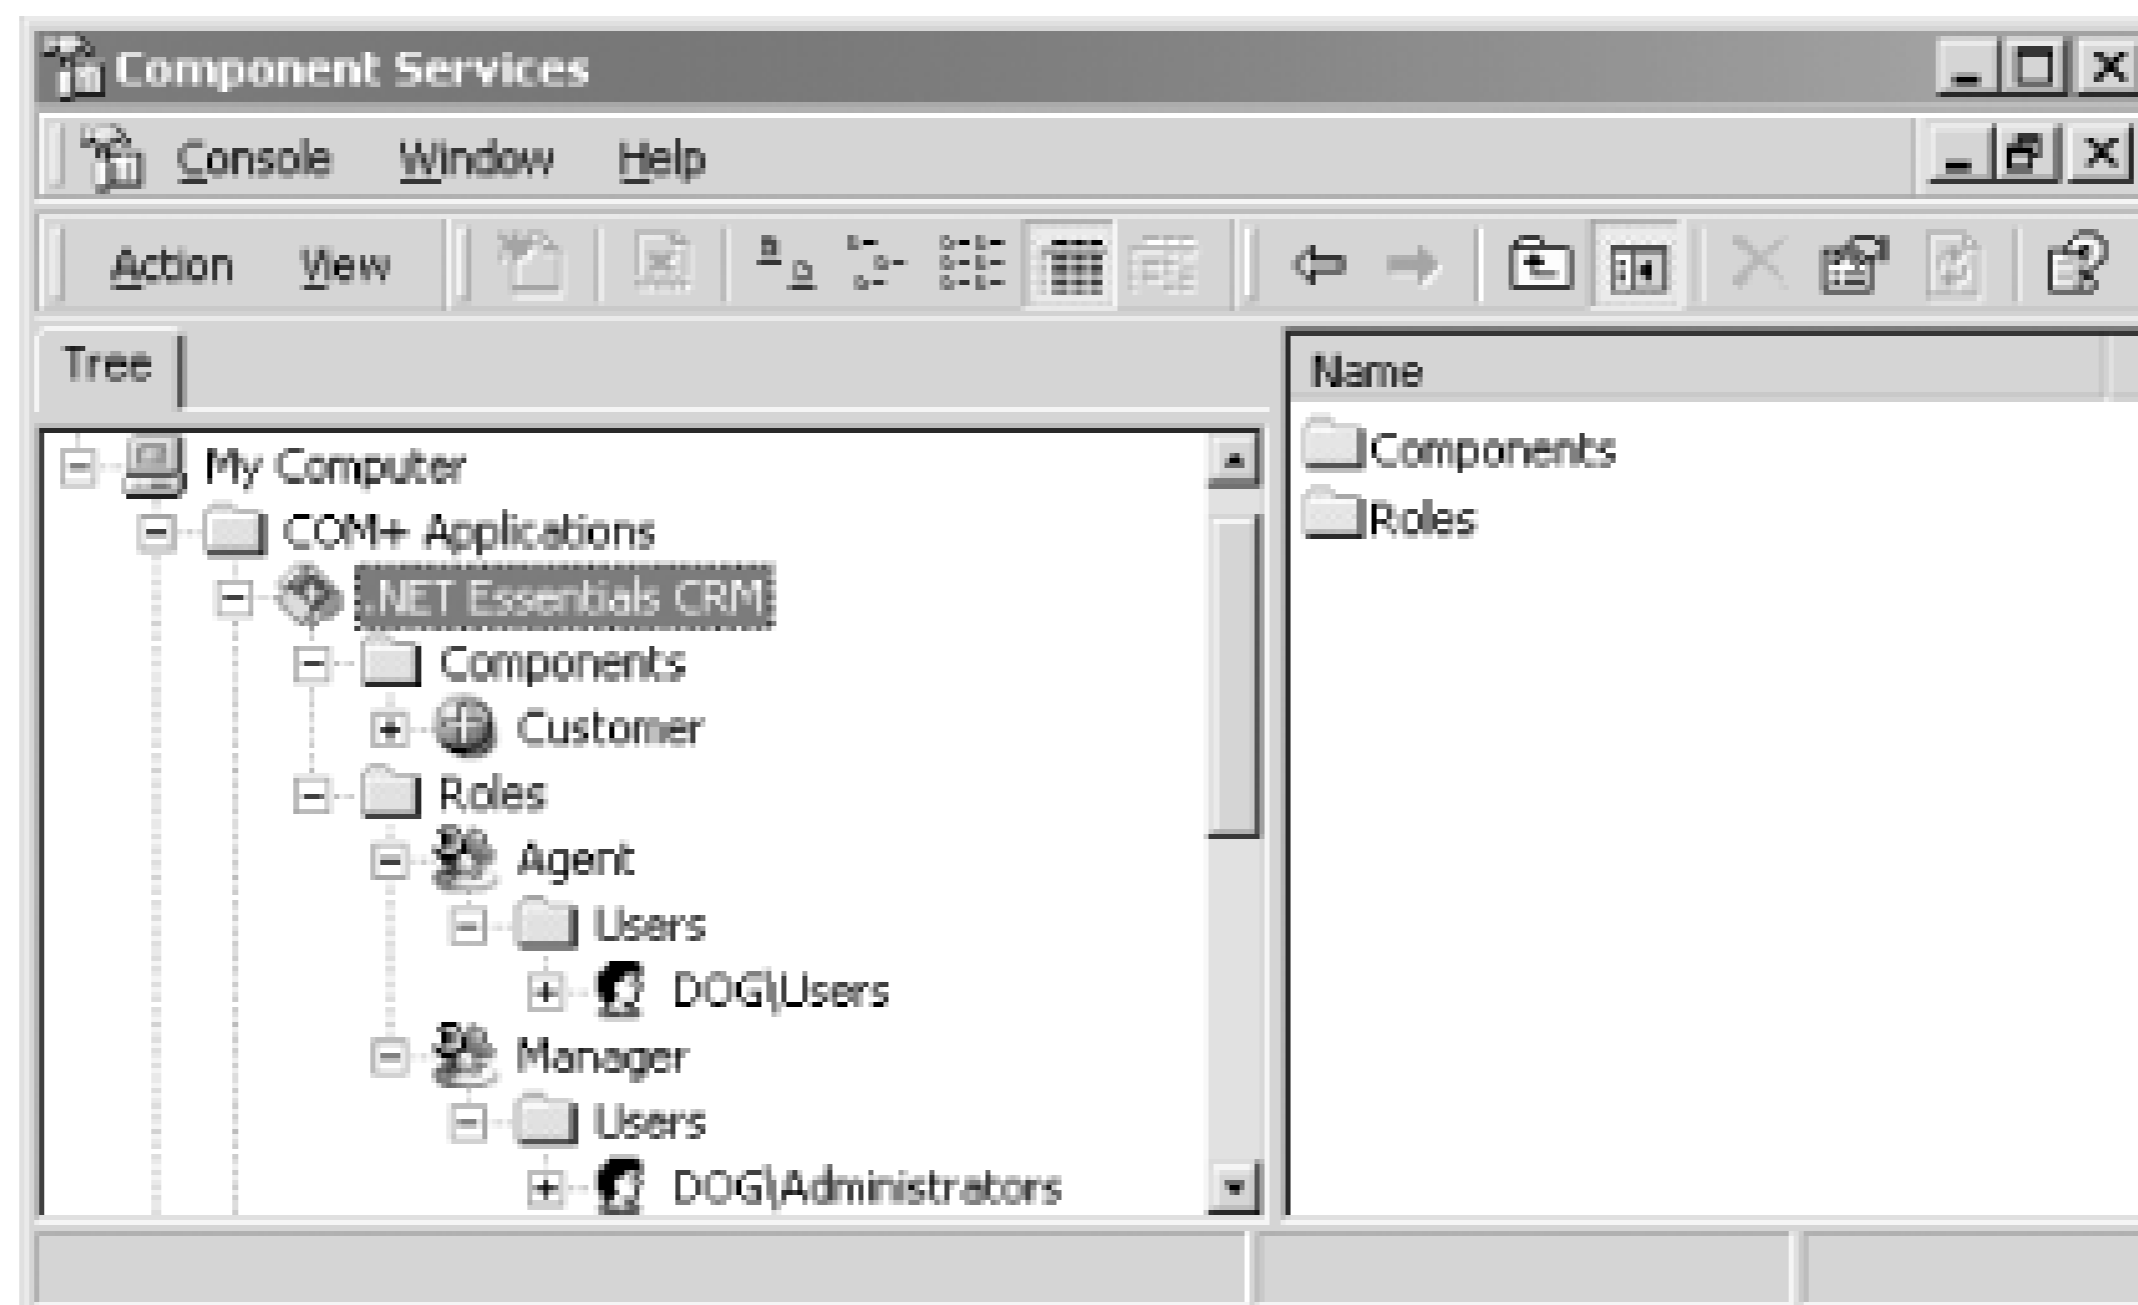 Component Services
Console Window Help
Action View
Tree
Name
My Computer
COM+ Applications
.NET Essentials CRM
Components
Customer
Roles
Agent
Users
DOG\Users
Manager
Users
DOG\Administrators
Components
Roles